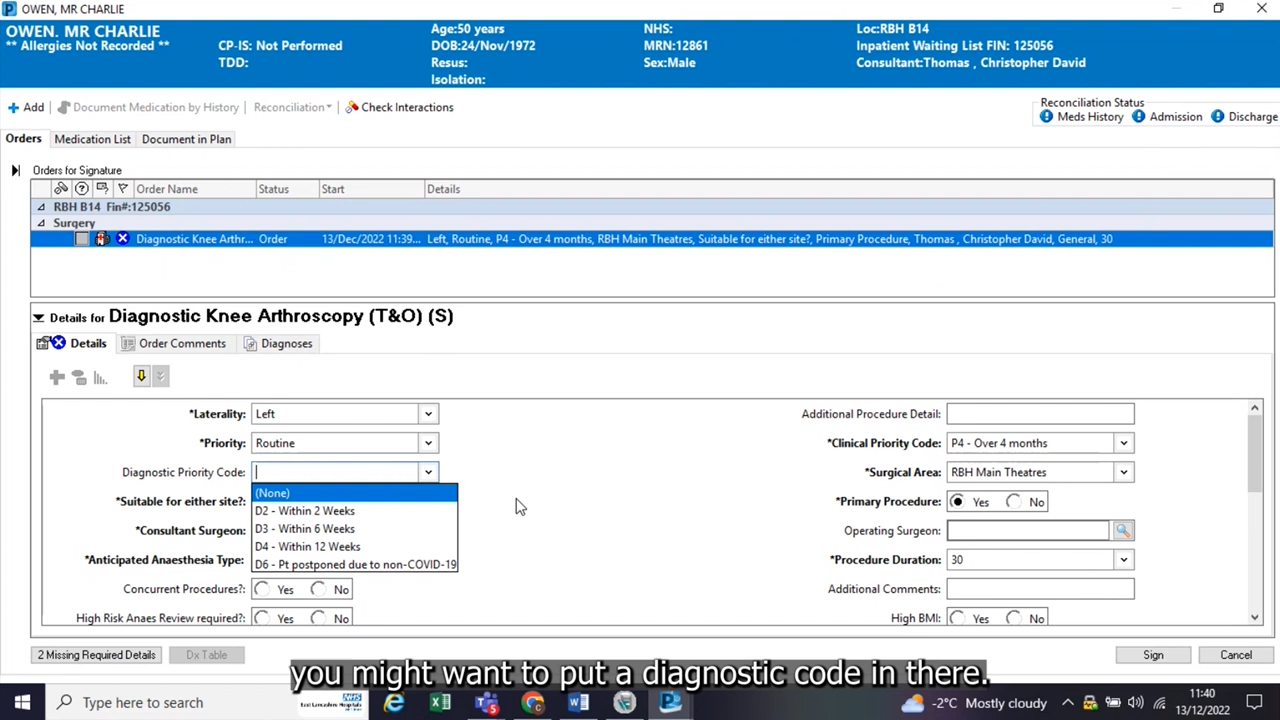 OWEN, MR CHARLIE
OWEN, MR CHARLIE
** Allergies Not Recorded **
CP-IS: Not Performed
TDD:
Age:50 years
DOB:24/Nov/1972
Resus:
Isolation:
NHS:
MRN:12861
Sex:Male
Loc:RBH B14
Inpatient Waiting List FIN: 125056
Consultant:Thomas , Christopher David
Add
Document Medication by History
Reconciliation
Check Interactions
Reconciliation Status
Meds History
Admission
Discharge
Orders
Medication List
Document in Plan
Orders for Signature
Order Name Status Start Details
RBH B14 Fin#:125056
Surgery
Diagnostic Knee Arthr... Order 13/Dec/2022 11:39... Left, Routine, P4 - Over 4 months, RBH Main Theatres, Suitable for either site?, Primary Procedure, Thomas , Christopher David, General, 30
Details for Diagnostic Knee Arthroscopy (T&O) (S)
Details
Order Comments
Diagnoses
*Laterality: Left
Additional Procedure Detail:
*Priority: Routine
*Clinical Priority Code: P4 - Over 4 months
Diagnostic Priority Code:
*Surgical Area: RBH Main Theatres
(None)
D2 - Within 2 Weeks
D3 - Within 6 Weeks
D4 - Within 12 Weeks
D6 - Pt postponed due to non-COVID-19
*Suitable for either site?:
*Primary Procedure: Yes No
*Consultant Surgeon:
Operating Surgeon:
*Anticipated Anaesthesia Type:
*Procedure Duration: 30
Concurrent Procedures?: Yes No
Additional Comments:
High Risk Anaes Review required?: Yes No
High BMI: Yes No
2 Missing Required Details
Dx Table
Sign
Cancel
you might want to put a diagnostic code in there.
Type here to search
East Lancashire Hospitals
-2°C Mostly cloudy
11:40
13/12/2022